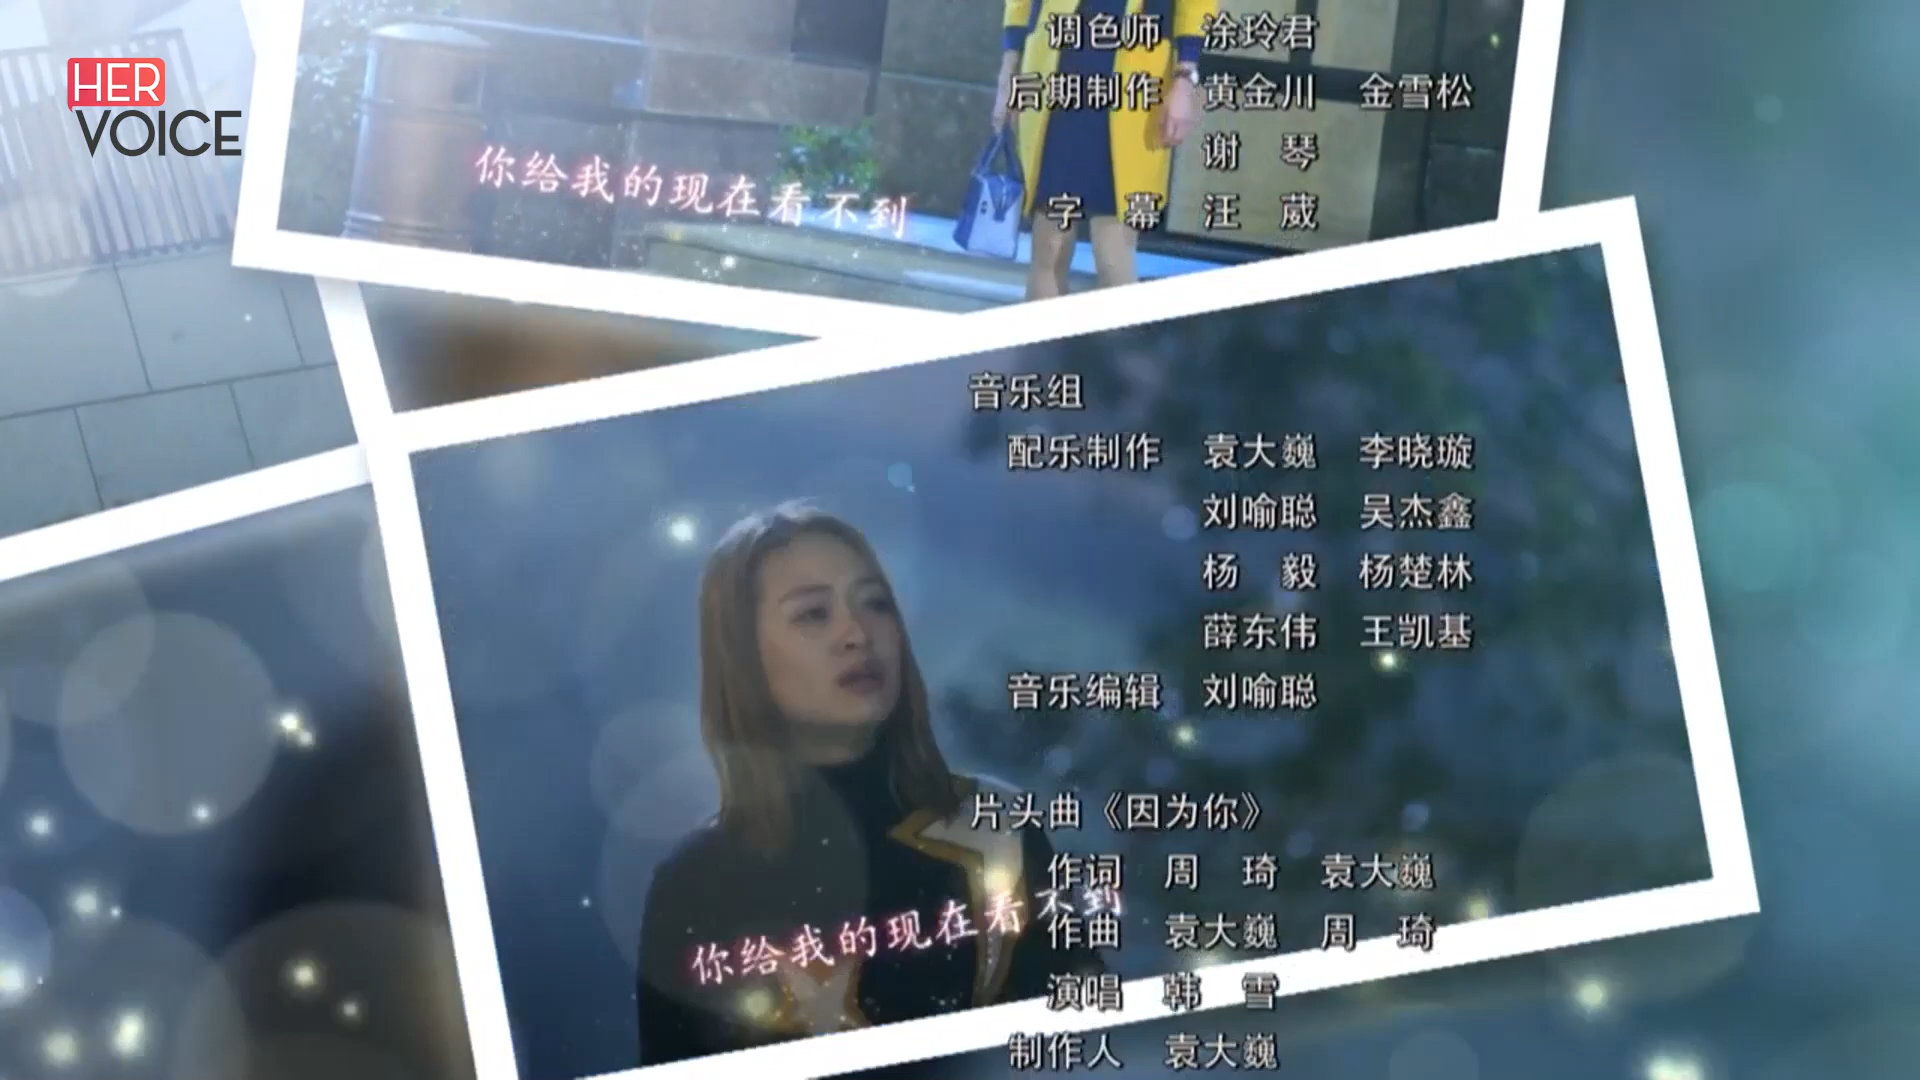 HER
VOICE
调色师 涂玲君
后期制作 黄金川 金雪松
谢 琴
字 幕 汪 葳
你给我的现在看不到
音乐组
配乐制作 袁大巍 李晓璇
刘喻聪 吴杰鑫
杨 毅 杨楚林
薛东伟 王凯基
音乐编辑 刘喻聪
片头曲《因为你》
作词 周 琦 袁大巍
你给我的现在看不到
作曲 袁大巍 周 琦
演唱 韩 雪
制作人 袁大巍